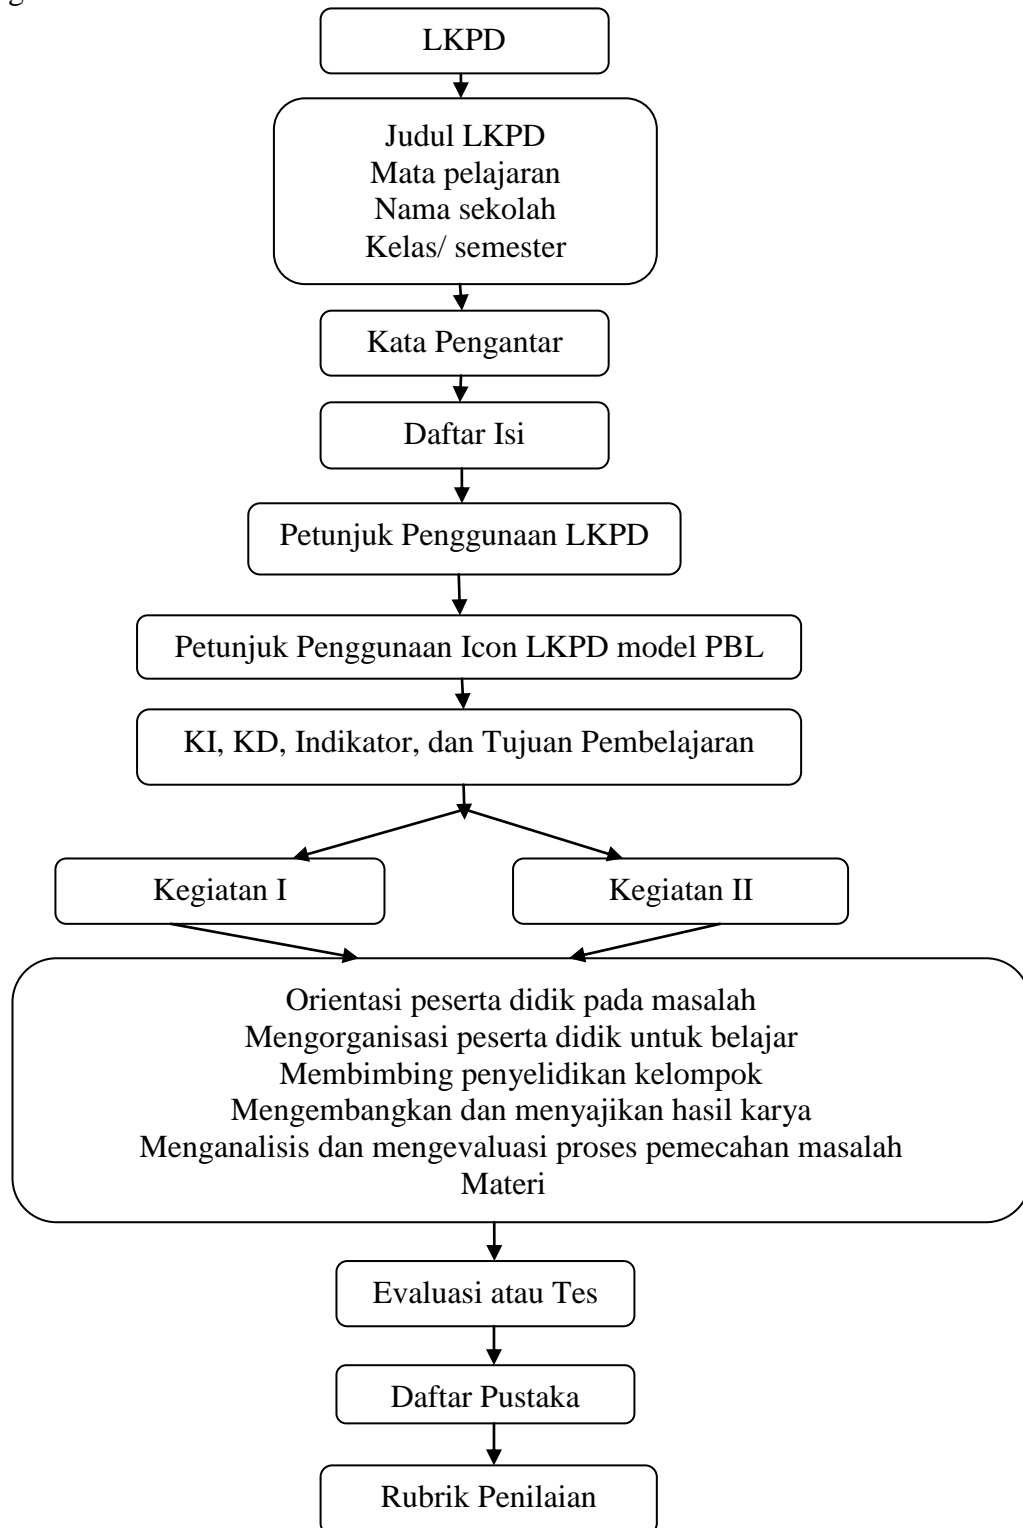 g
LKPD
Judul LKPD
Mata pelajaran
Nama sekolah
Kelas/ semester
Kata Pengantar
Daftar Isi
Petunjuk Penggunaan LKPD
Petunjuk Penggunaan Icon LKPD model PBL
KI, KD, Indikator, dan Tujuan Pembelajaran
Kegiatan I
Kegiatan II
Orientasi peserta didik pada masalah
Mengorganisasi peserta didik untuk belajar
Membimbing penyelidikan kelompok
Mengembangkan dan menyajikan hasil karya
Menganalisis dan mengevaluasi proses pemecahan masalah
Materi
Evaluasi atau Tes
Daftar Pustaka
Rubrik Penilaian